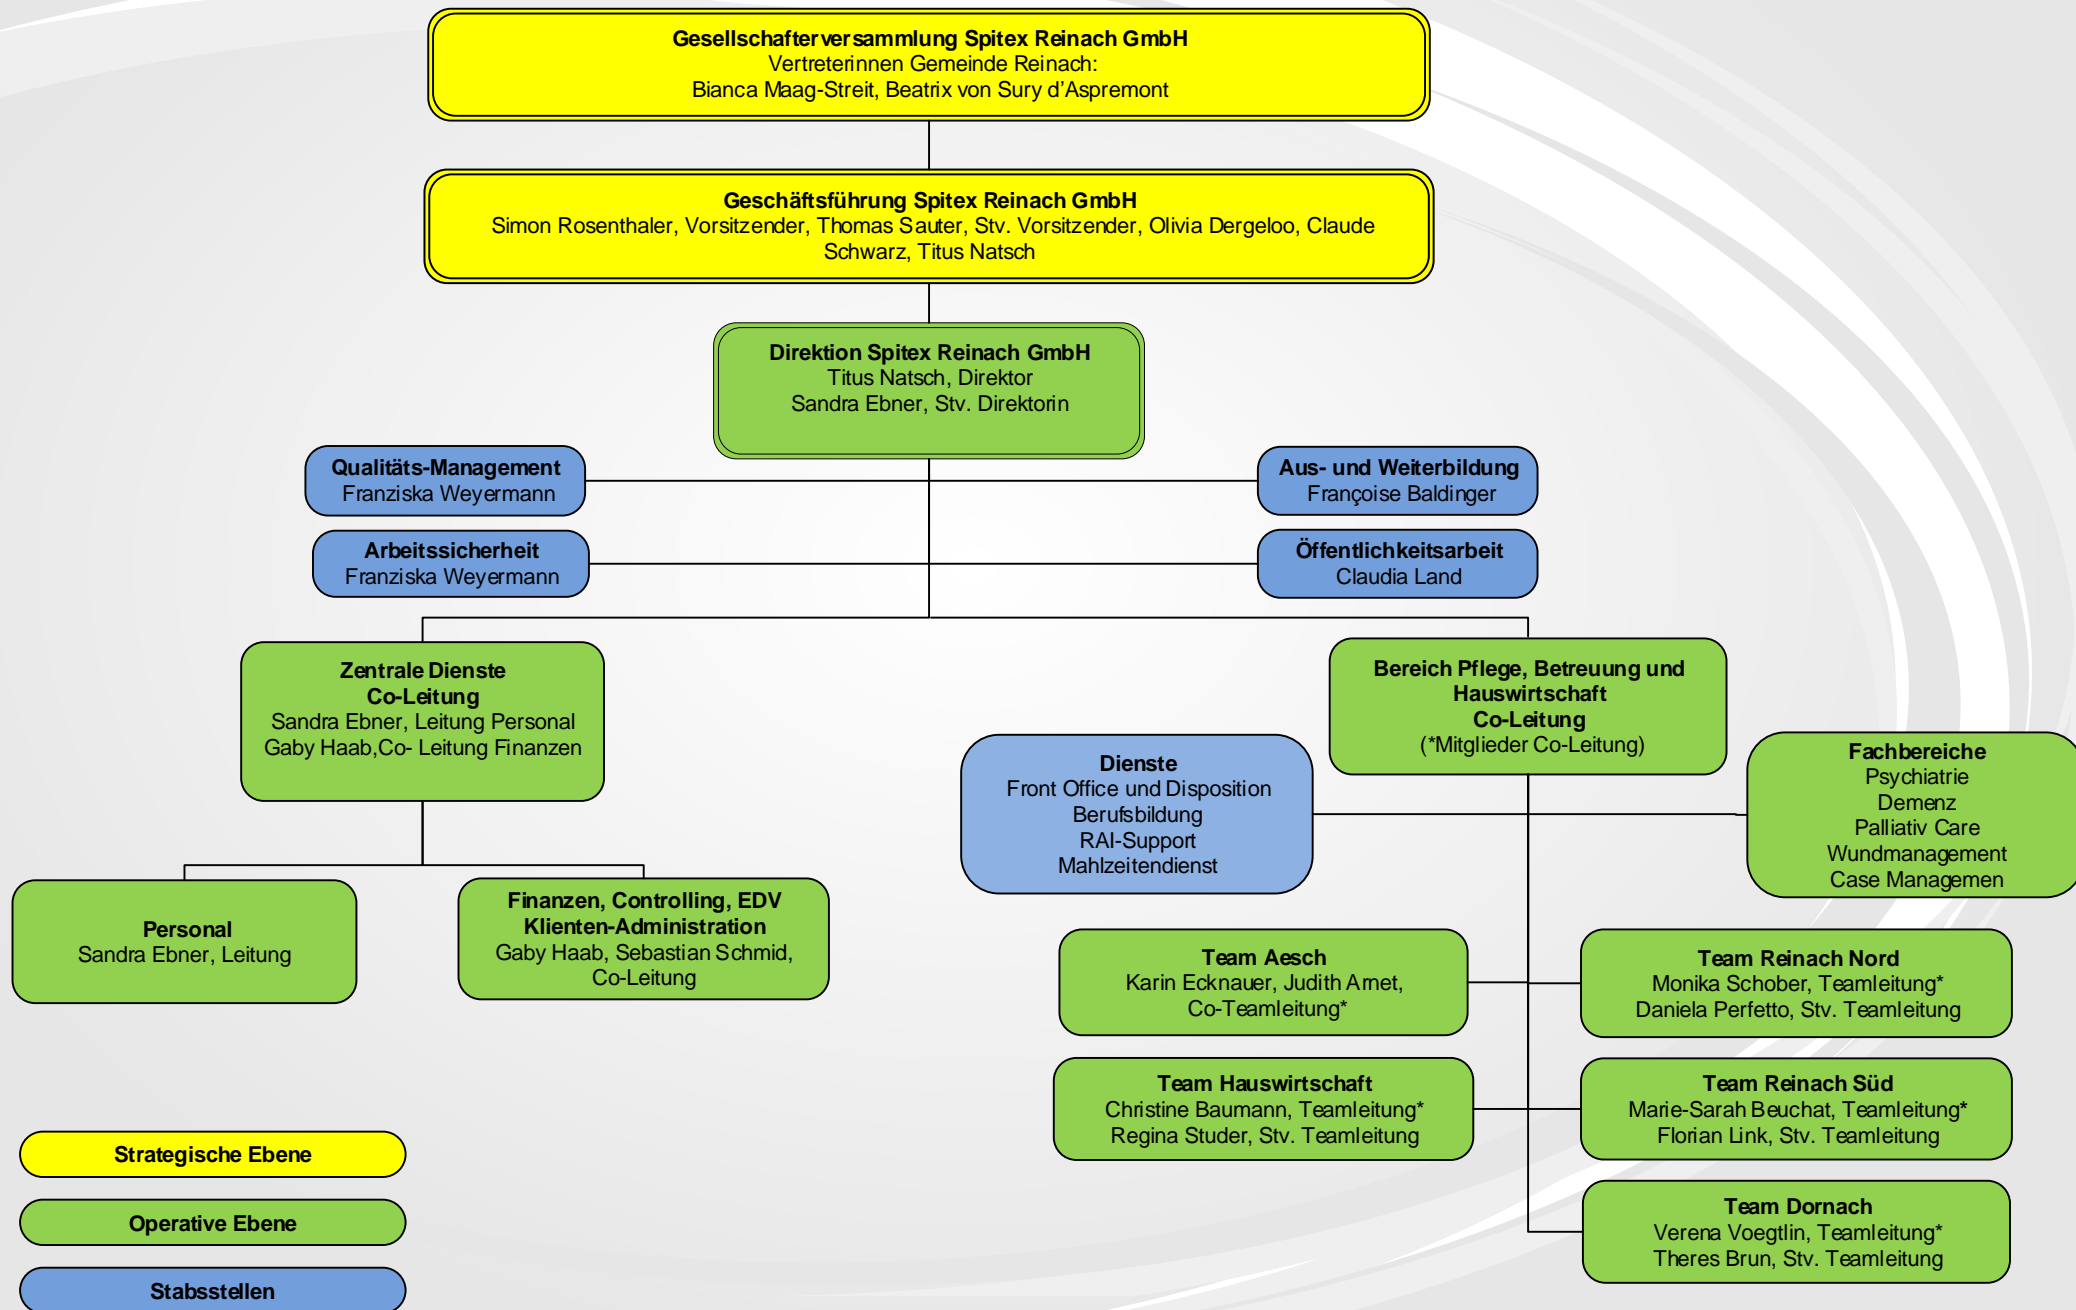 Gesellschafterversammlung Spitex Reinach GmbH
Vertreterinnen Gemeinde Reinach:
Bianca Maag-Streit, Beatrix von Sury d'Aspremont
Geschäftsführung Spitex Reinach GmbH
Simon Rosenthaler, Vorsitzender, Thomas Sauter, Stv. Vorsitzender, Olivia Dergeloo, Claude
Schwarz, Titus Natsch
Direktion Spitex Reinach GmbH
Titus Natsch, Direktor
Sandra Ebner, Stv. Direktorin
Qualitäts-Management
Franziska Weyermann
Aus- und Weiterbildung
Françoise Baldinger
Arbeitssicherheit
Franziska Weyermann
Öffentlichkeitsarbeit
Claudia Land
Zentrale Dienste
Co-Leitung
Sandra Ebner, Leitung Personal
Gaby Haab,Co- Leitung Finanzen
Bereich Pflege, Betreuung und
Hauswirtschaft
Co-Leitung
(*Mitglieder Co-Leitung)
Dienste
Front Office und Disposition
Berufsbildung
RAI-Support
Mahlzeitendienst
Fachbereiche
Psychiatrie
Demenz
Palliativ Care
Wundmanagement
Case Managemen
Personal
Sandra Ebner, Leitung
Finanzen, Controlling, EDV
Klienten-Administration
Gaby Haab, Sebastian Schmid,
Co-Leitung
Team Aesch
Karin Ecknauer, Judith Arnet,
Co-Teamleitung*
Team Reinach Nord
Monika Schober, Teamleitung*
Daniela Perfetto, Stv. Teamleitung
Team Hauswirtschaft
Christine Baumann, Teamleitung*
Regina Studer, Stv. Teamleitung
Team Reinach Süd
Marie-Sarah Beuchat, Teamleitung*
Florian Link, Stv. Teamleitung
Team Dornach
Verena Voegtlin, Teamleitung*
Theres Brun, Stv. Teamleitung
Strategische Ebene
Operative Ebene
Stabsstellen